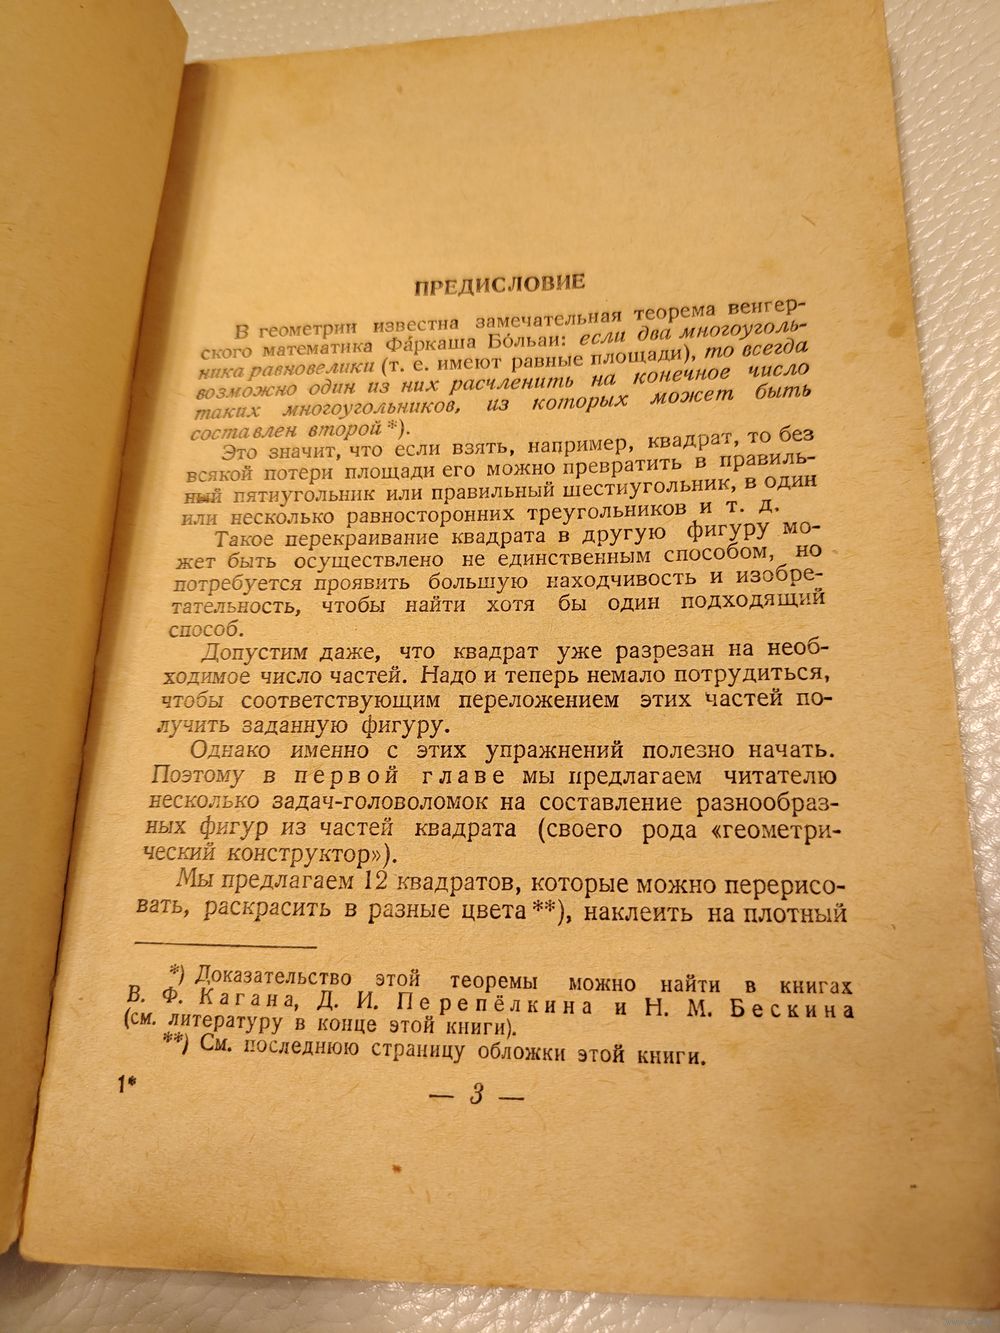 ПРЕДИСЛОВИЕ
В геометрии известна замечательная теорема венгер-
ского математика Фа́ркаша Бо́льаи: если два многоуголь-
ника равновелики (т. е. имеют равные площади), то всегда
возможно один из них расчленить на конечное число
таких многоугольников, из которых может быть
составлен второй *).
Это значит, что если взять, например, квадрат, то без
всякой потери площади его можно превратить в правиль-
ный пятиугольник или правильный шестиугольник, в один
или несколько равносторонних треугольников и т. д.
Такое перекраивание квадрата в другую фигуру мо-
жет быть осуществлено не единственным способом, но
потребуется проявить большую находчивость и изобре-
тательность, чтобы найти хотя бы один подходящий
способ.
Допустим даже, что квадрат уже разрезан на необ-
ходимое число частей. Надо и теперь немало потрудиться,
чтобы соответствующим переложением этих частей по-
лучить заданную фигуру.
Однако именно с этих упражнений полезно начать.
Поэтому в первой главе мы предлагаем читателю
несколько задач-головоломок на составление разнообраз-
ных фигур из частей квадрата (своего рода «геометри-
ческий конструктор»).
Мы предлагаем 12 квадратов, которые можно перерисо-
вать, раскрасить в разные цвета **), наклеить на плотный
*) Доказательство этой теоремы можно найти в книгах
В. Ф. Кагана, Д. И. Перепёлкина и Н. М. Бескина
(см. литературу в конце этой книги).
**) См. последнюю страницу обложки этой книги.
1*
— 3 —